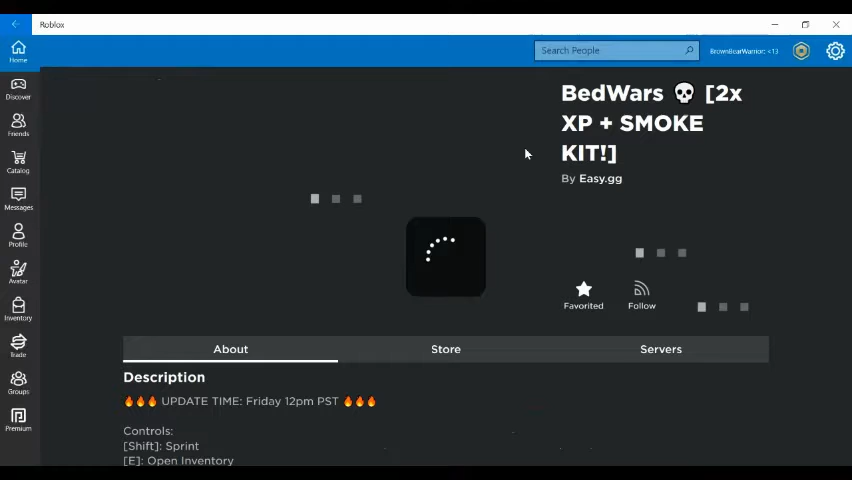 Roblox
Search People
BrownBearWarrior: <13
Home
Discover
Friends
Catalog
Messages
Profile
Avatar
Inventory
Trade
Groups
Premium
BedWars 💀 [2x
XP + SMOKE
KIT!]
By Easy.gg
Favorited
Follow
About
Store
Servers
Description
🔥🔥🔥 UPDATE TIME: Friday 12pm PST 🔥🔥🔥
Controls:
[Shift]: Sprint
[E]: Open Inventory